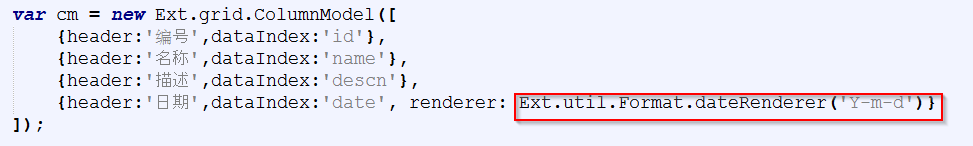 var cm = new Ext.grid.ColumnModel([
{header:'编号',dataIndex:'id'},
{header:'名称',dataIndex:'name'},
{header:'描述',dataIndex:'descn'},
{header:'日期',dataIndex:'date', renderer: Ext.util.Format.dateRenderer('Y-m-d')}
]);